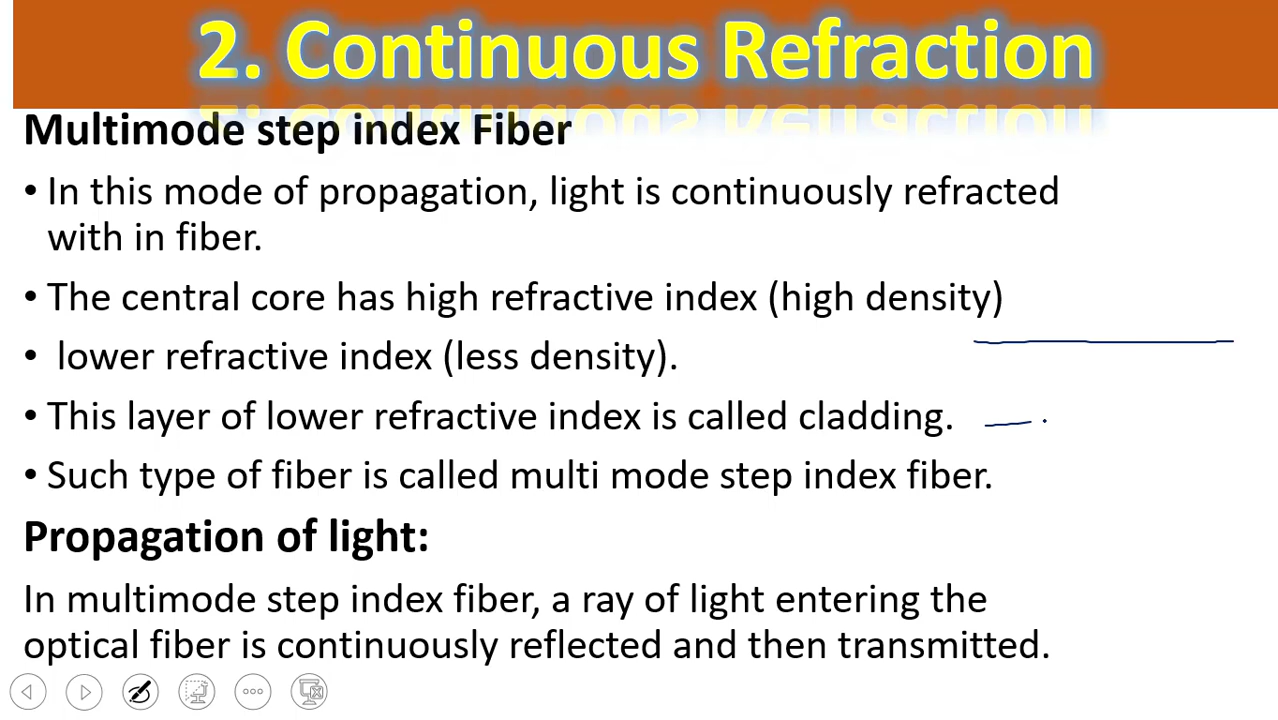 2. Continuous Refraction
Multimode step index Fiber
• In this mode of propagation, light is continuously refracted
with in fiber.
• The central core has high refractive index (high density)
• lower refractive index (less density).
• This layer of lower refractive index is called cladding.
• Such type of fiber is called multi mode step index fiber.
Propagation of light:
In multimode step index fiber, a ray of light entering the
optical fiber is continuously reflected and then transmitted.